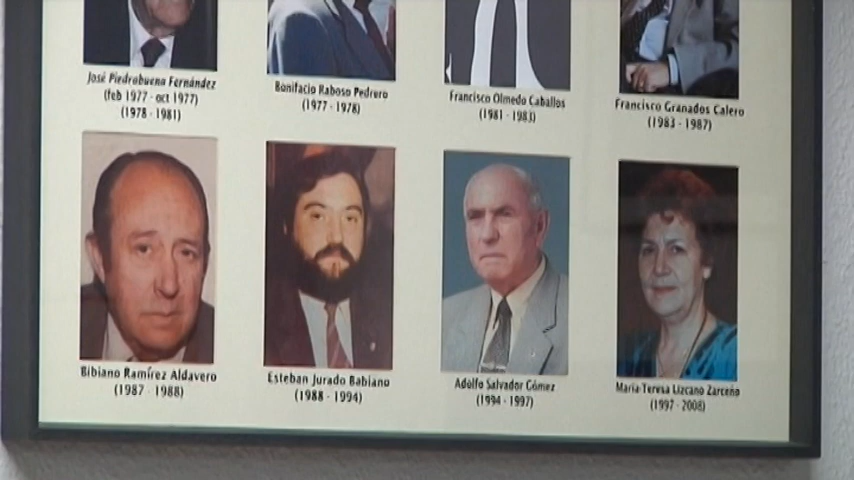 José Piedrabuena Fernández
(feb 1977 - oct 1977)
(1978 - 1981)
Bonifacio Raboso Pedrero
(1977 - 1978)
Francisco Olmedo Caballos
(1981 - 1983)
Francisco Granados Calero
(1983 - 1987)
Bibiano Ramírez Aldavero
(1987 - 1988)
Esteban Jurado Babiano
(1988 - 1994)
Adolfo Salvador Gómez
(1994 - 1997)
María Teresa Lizcano Zarceño
(1997 - 2008)